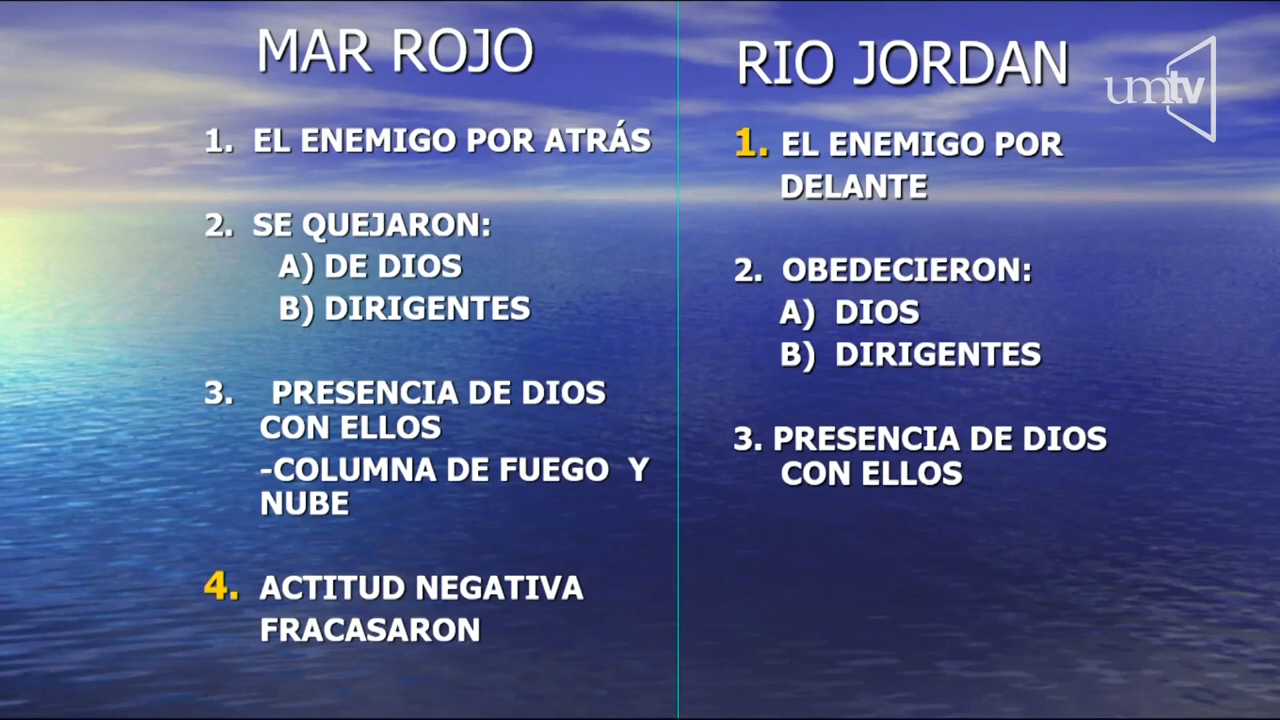 MAR ROJO
1. EL ENEMIGO POR ATRÁS
2. SE QUEJARON:
A) DE DIOS
B) DIRIGENTES
3. PRESENCIA DE DIOS
CON ELLOS
-COLUMNA DE FUEGO Y
NUBE
4. ACTITUD NEGATIVA
FRACASARON
RIO JORDAN
1. EL ENEMIGO POR
DELANTE
2. OBEDECIERON:
A) DIOS
B) DIRIGENTES
3. PRESENCIA DE DIOS
CON ELLOS
umtv